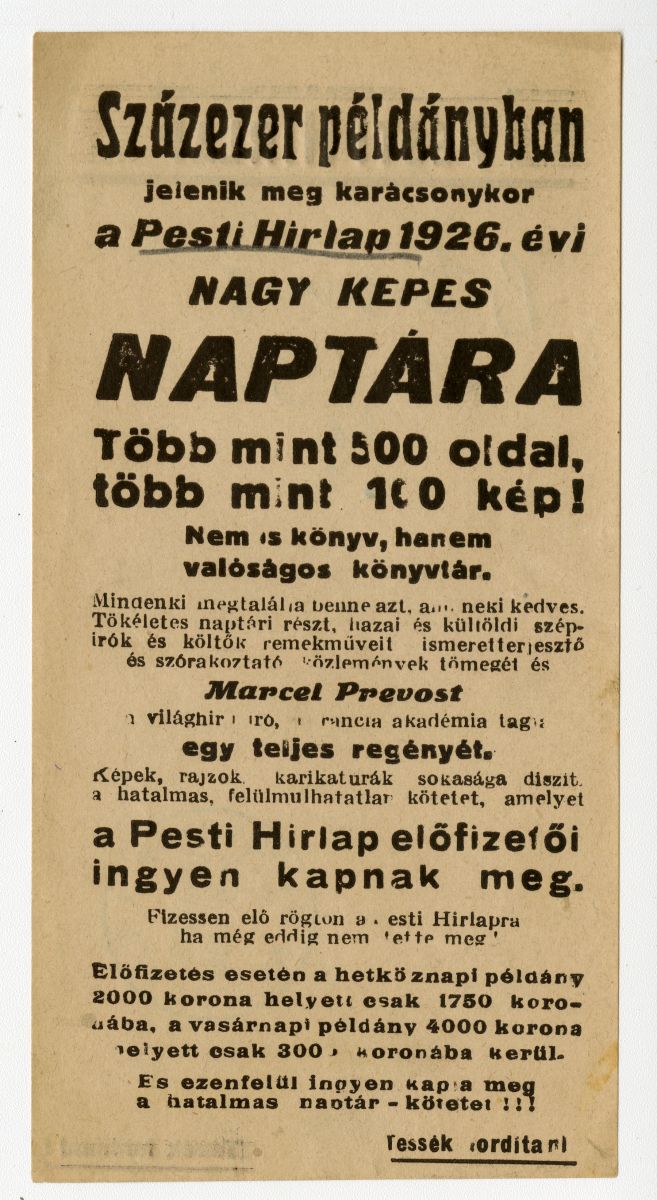 Százezer példányban
jelenik meg karácsonykor
a Pesti Hirlap 1926. évi
NAGY KEPES
NAPTÁRA
Több mint 500 oldal,
több mint 100 kép!
Nem is könyv, hanem
valóságos könyvtár.
Mindenki megtalálja benne azt, ami neki kedves.
Tökéletes naptári részt, hazai és kültöldi szép-
irók és költők remekműveit ismeretterjesztő
és szórakoztató közlemények tömegét és
Marcel Prevost
a világhirü iró, a francia akadémia tagja
egy teljes regényét.
Képek, rajzok, karikaturák sokasága diszit.
a hatalmas, felülmulhatatlan kötetet, amelyet
a Pesti Hirlap előfizetői
ingyen kapnak meg.
Fizessen elő rögtön a Pesti Hirlapra
ha még eddig nem tette meg!
Előfizetés esetén a hetköznapi példány
2000 korona helyett csak 1750 koro-
nába, a vasárnapi példány 4000 korona
helyett csak 300 koronába kerül.
Es ezenfelül ingyen kapja meg
a hatalmas naptár-kötetet !!!
Tessék forditani